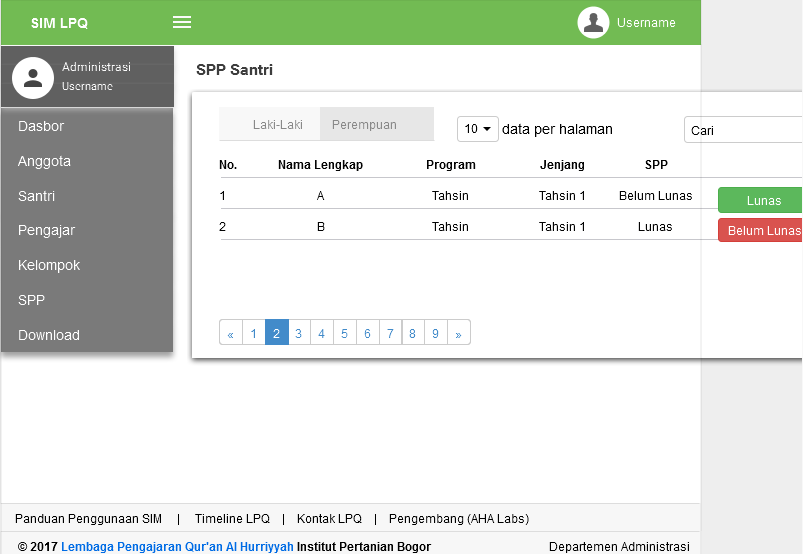 SIM LPQ
Username
Administrasi
Username
Dasbor
Anggota
Santri
Pengajar
Kelompok
SPP
Download
SPP Santri
Laki-Laki Perempuan 10 data per halaman Cari
No. Nama Lengkap Program Jenjang SPP
1 A Tahsin Tahsin 1 Belum Lunas Lunas
2 B Tahsin Tahsin 1 Lunas Belum Lunas
« 1 2 3 4 5 6 7 8 9 »
Panduan Penggunaan SIM | Timeline LPQ | Kontak LPQ | Pengembang (AHA Labs)
© 2017 Lembaga Pengajaran Qur'an Al Hurriyyah Institut Pertanian Bogor Departemen Administrasi